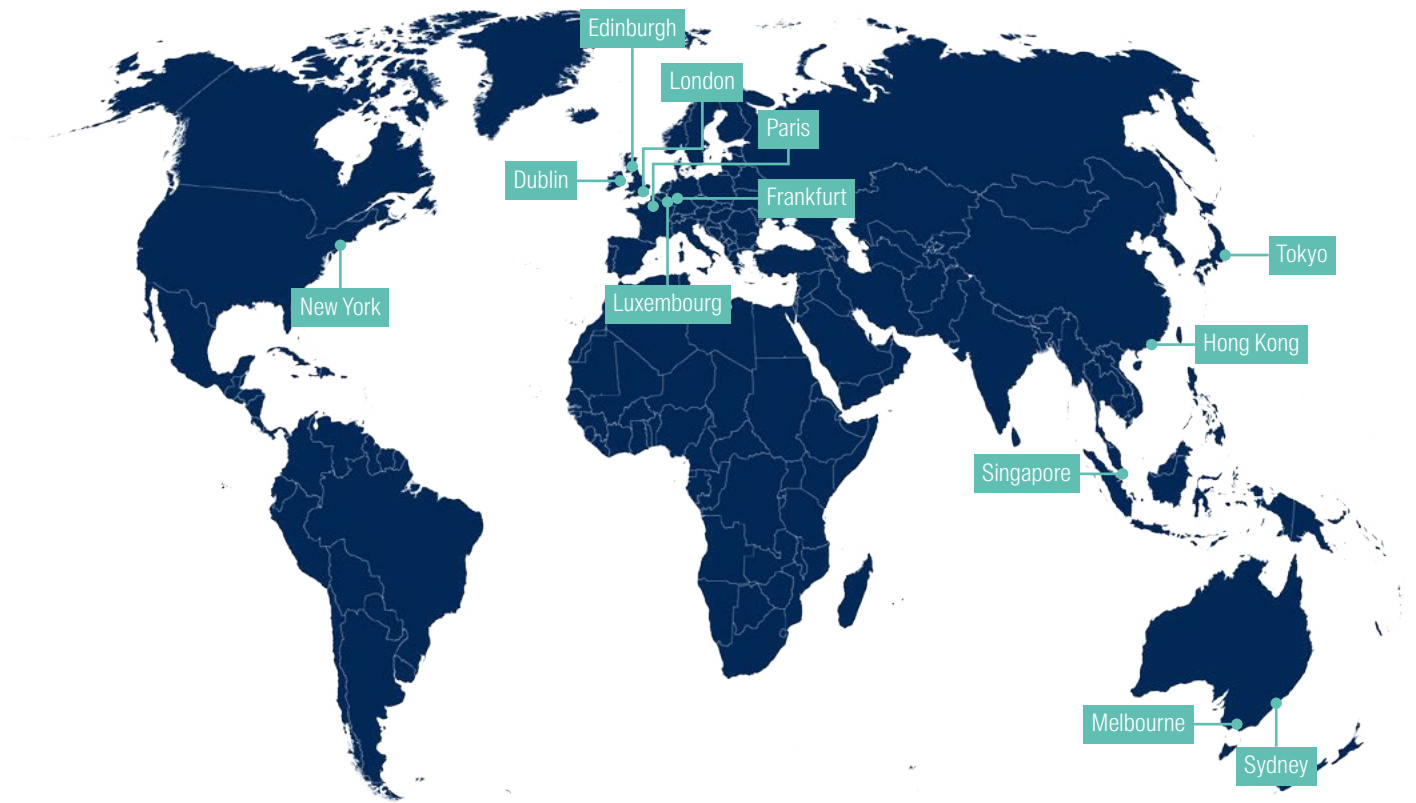 Edinburgh
London
Paris
Dublin
Frankfurt
Tokyo
New York
Luxembourg
Hong Kong
Singapore
Melbourne
Sydney